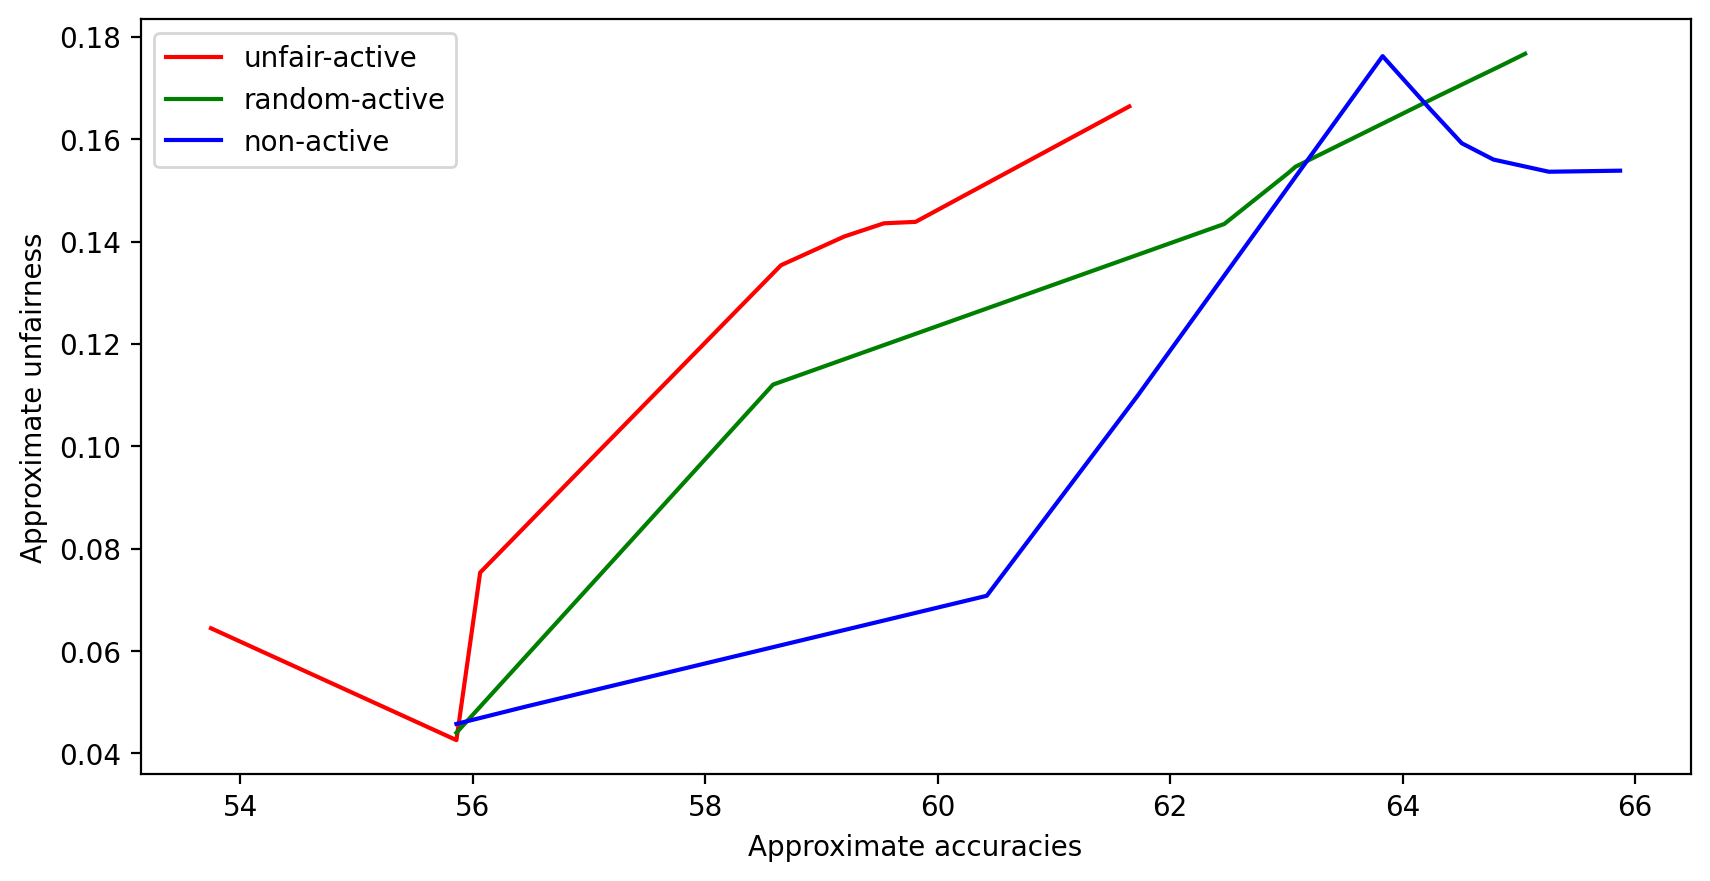 0.18
0.16
0.14
0.12
0.10
0.08
0.06
0.04
Approximate unfairness
unfair-active
random-active
non-active
54 56 58 60 62 64 66
Approximate accuracies